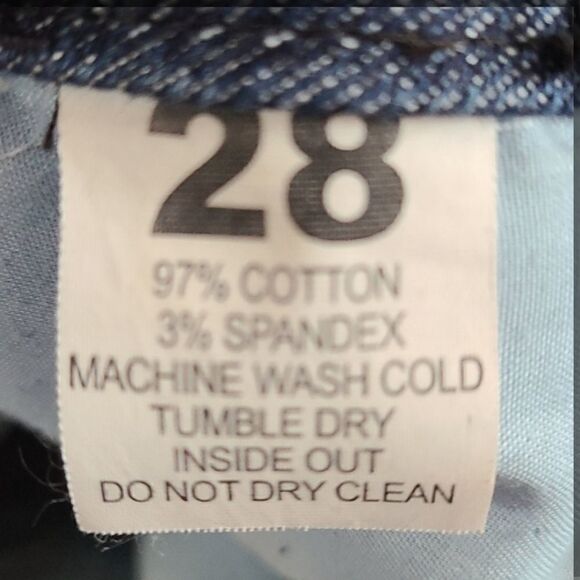 28
97% COTTON
3% SPANDEX
MACHINE WASH COLD
TUMBLE DRY
INSIDE OUT
DO NOT DRY CLEAN